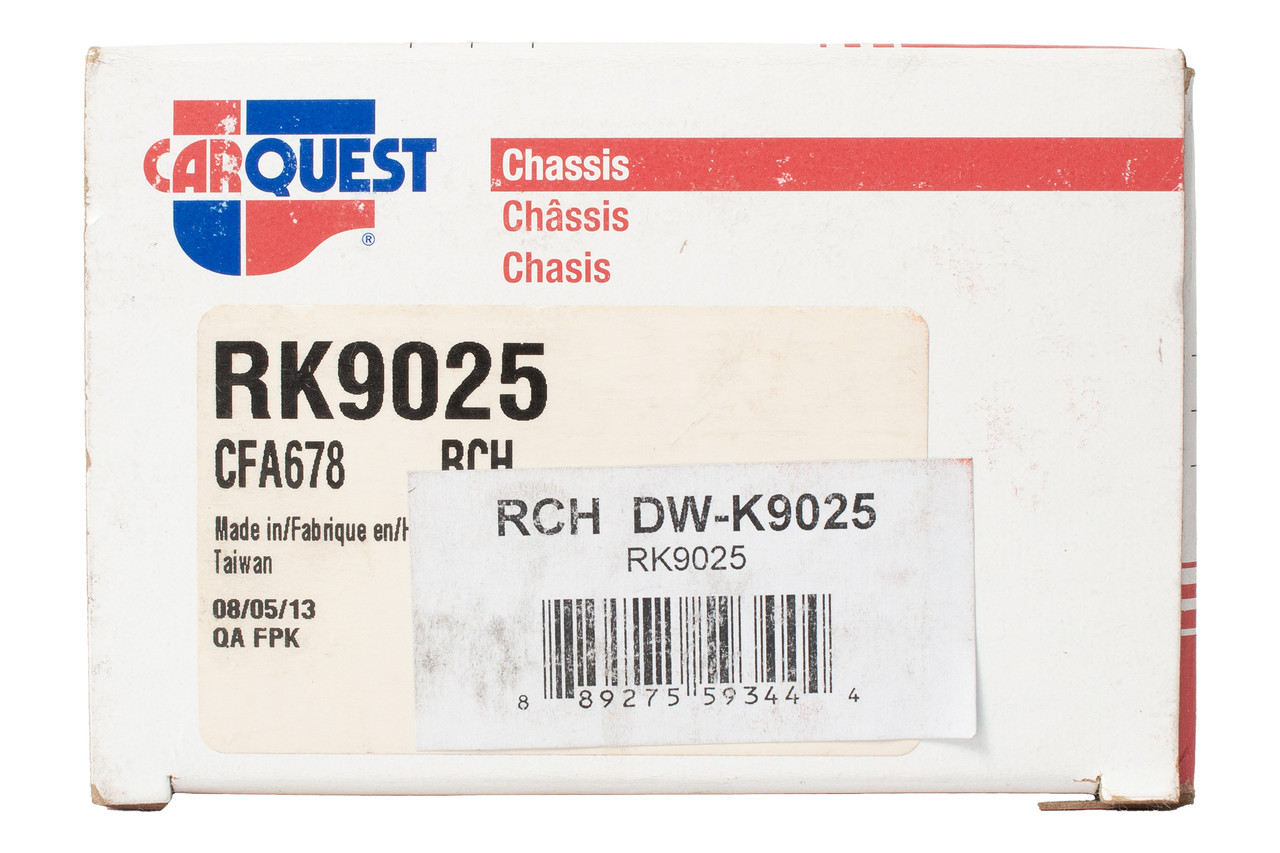 CARQUEST
®
Chassis
Châssis
Chasis
RK9025
CFA678 RCH
Made in/Fabrique en/H
Taiwan
08/05/13
QA FPK
RCH DW-K9025
RK9025
8 89275 59344 4